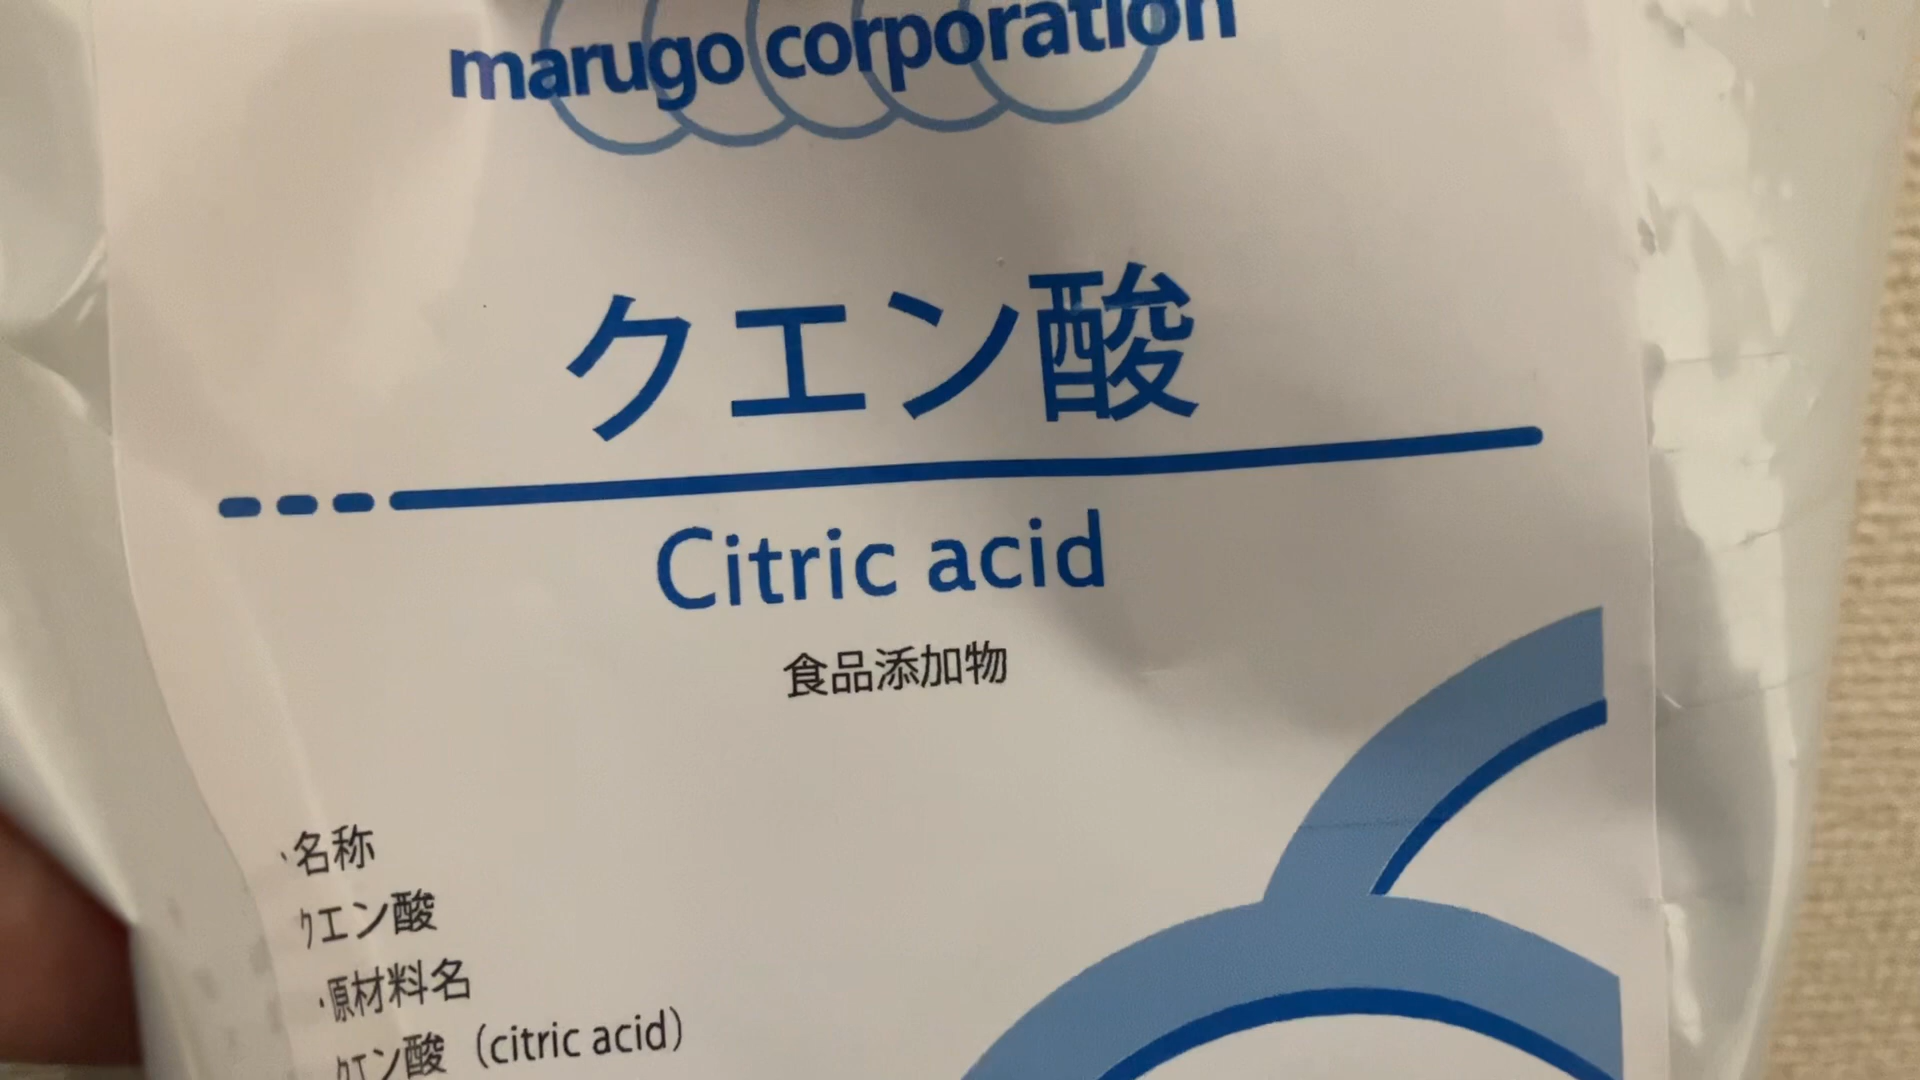 marugo corporation
クエン酸
Citric acid
食品添加物
・名称
クエン酸
・原材料名
クエン酸（citric acid）